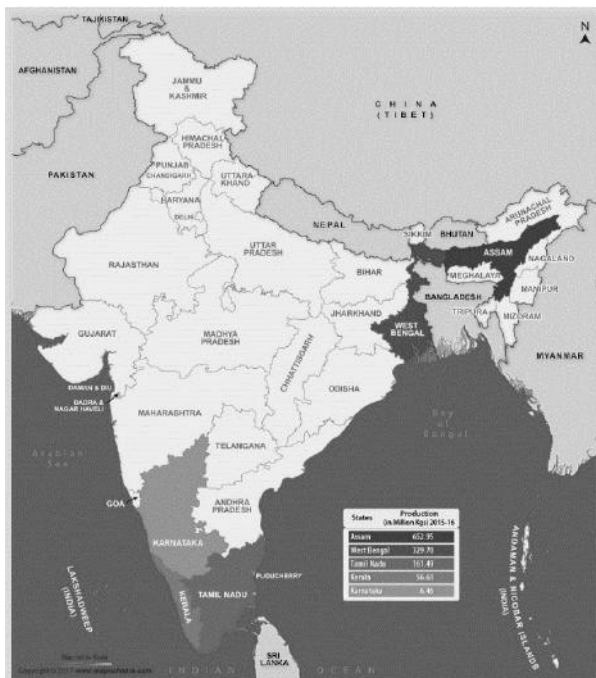 TAJIKISTAN
N
AFGHANISTAN
JAMMU
&
KASHMIR
CHINA
(TIBET)
HIMACHAL
PRADESH
PUNJAB
CHANDIGARH
UTTARA-
KHAND
PAKISTAN
HARYANA
DELHI
NEPAL
SIKKIM
BHUTAN
ARUNACHAL
PRADESH
ASSAM
NAGALAND
RAJASTHAN
UTTAR
PRADESH
BIHAR
MEGHALAYA
MANIPUR
BANGLADESH
TRIPURA
MIZORAM
GUJARAT
MADHYA
PRADESH
JHARKHAND
WEST
BENGAL
CHHATTISGARH
MYANMAR
DAMAN & DIU
DADRA &
NAGAR HAVELI
ODISHA
MAHARASHTRA
Bay
of
Bengal
Arabian
Sea
TELANGANA
GOA
ANDHRA
PRADESH
KARNATAKA
States Production
(in Million Kgs) 2015-16
Assam 652.95
West Bengal 329.70
Tamil Nadu 161.49
Kerala
Karnataka 6.46
PUDUCHERRY
TAMIL NADU
KERALA
LAKSHADWEEP
(INDIA)
ANDAMAN & NICOBAR ISLANDS
(INDIA)
SRI
LANKA
INDIAN OCEAN